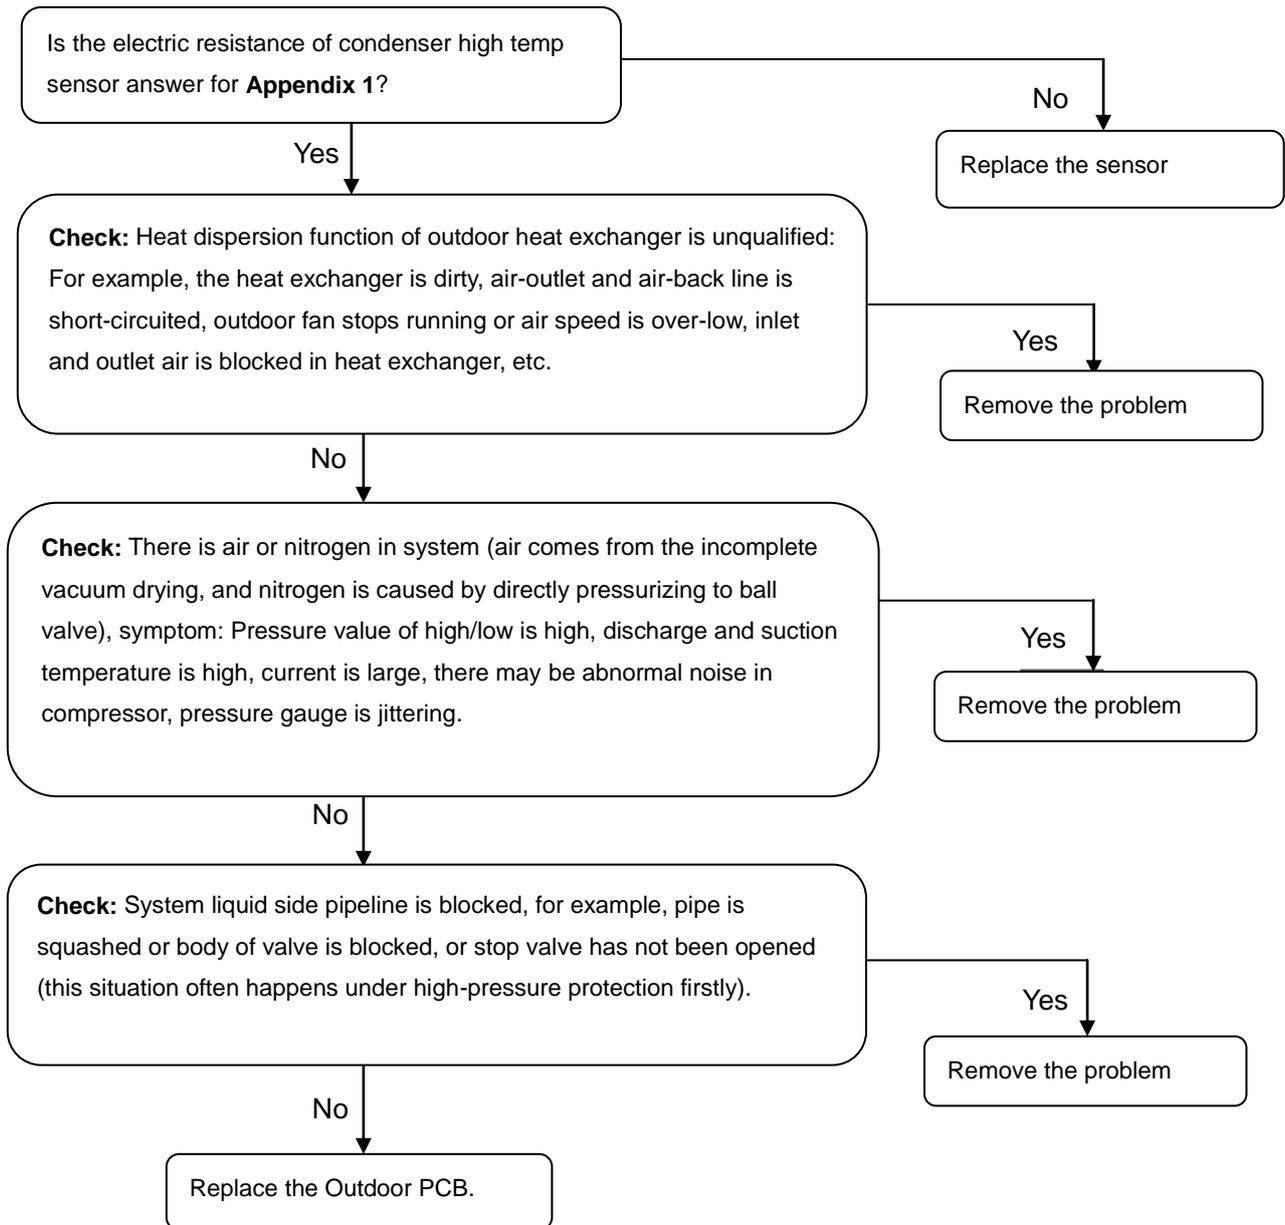 Is the electric resistance of condenser high temp
sensor answer for Appendix 1?
No
Yes
Replace the sensor
Check: Heat dispersion function of outdoor heat exchanger is unqualified:
For example, the heat exchanger is dirty, air-outlet and air-back line is
short-circuited, outdoor fan stops running or air speed is over-low, inlet
and outlet air is blocked in heat exchanger, etc.
Yes
Remove the problem
No
Check: There is air or nitrogen in system (air comes from the incomplete
vacuum drying, and nitrogen is caused by directly pressurizing to ball
valve), symptom: Pressure value of high/low is high, discharge and suction
temperature is high, current is large, there may be abnormal noise in
compressor, pressure gauge is jittering.
Yes
Remove the problem
No
Check: System liquid side pipeline is blocked, for example, pipe is
squashed or body of valve is blocked, or stop valve has not been opened
(this situation often happens under high-pressure protection firstly).
Yes
Remove the problem
No
Replace the Outdoor PCB.